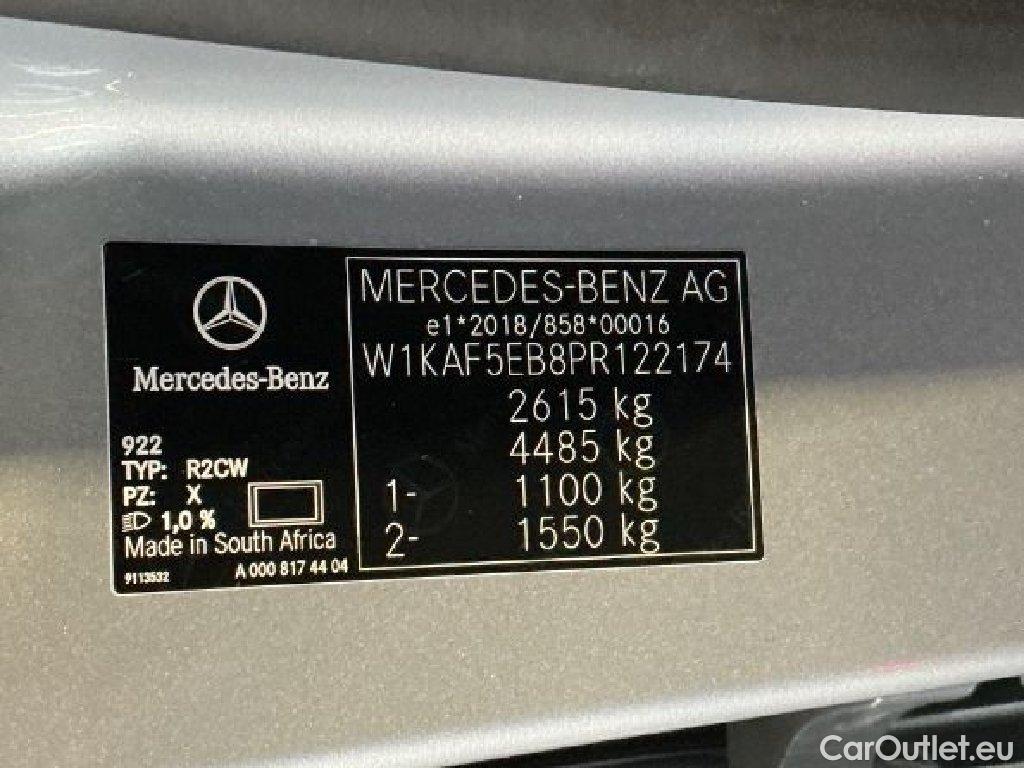 Mercedes-Benz
922
TYP: R2CW
PZ: X
1,0 %
Made in South Africa
9113532 A 000 817 44 04
MERCEDES-BENZ AG
e1*2018/858*00016
W1KAF5EB8PR122174
2615 kg
4485 kg
1- 1100 kg
2- 1550 kg
CarOutlet.eu